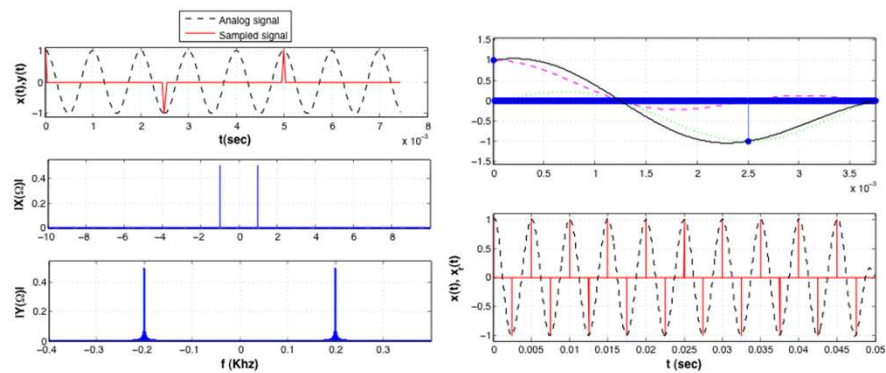 Analog signal
Sampled signal
x(t),y(t)
1
0
−1
0 1 2 3 4 5 6 7 8
x 10⁻³
t(sec)
|X(Ω)|
0.4
0.2
0
-10 -8 -6 -4 -2 0 2 4 6 8
|Y(Ω)|
0.4
0.2
0
-0.4 -0.3 -0.2 -0.1 0 0.1 0.2 0.3
f (Khz)
1.5
1
0.5
0
-0.5
-1
-1.5
0 0.5 1 1.5 2 2.5 3 3.5
x 10⁻³
x(t), xᵣ(t)
1
0.5
0
-0.5
-1
0 0.005 0.01 0.015 0.02 0.025 0.03 0.035 0.04 0.045 0.05
t (sec)